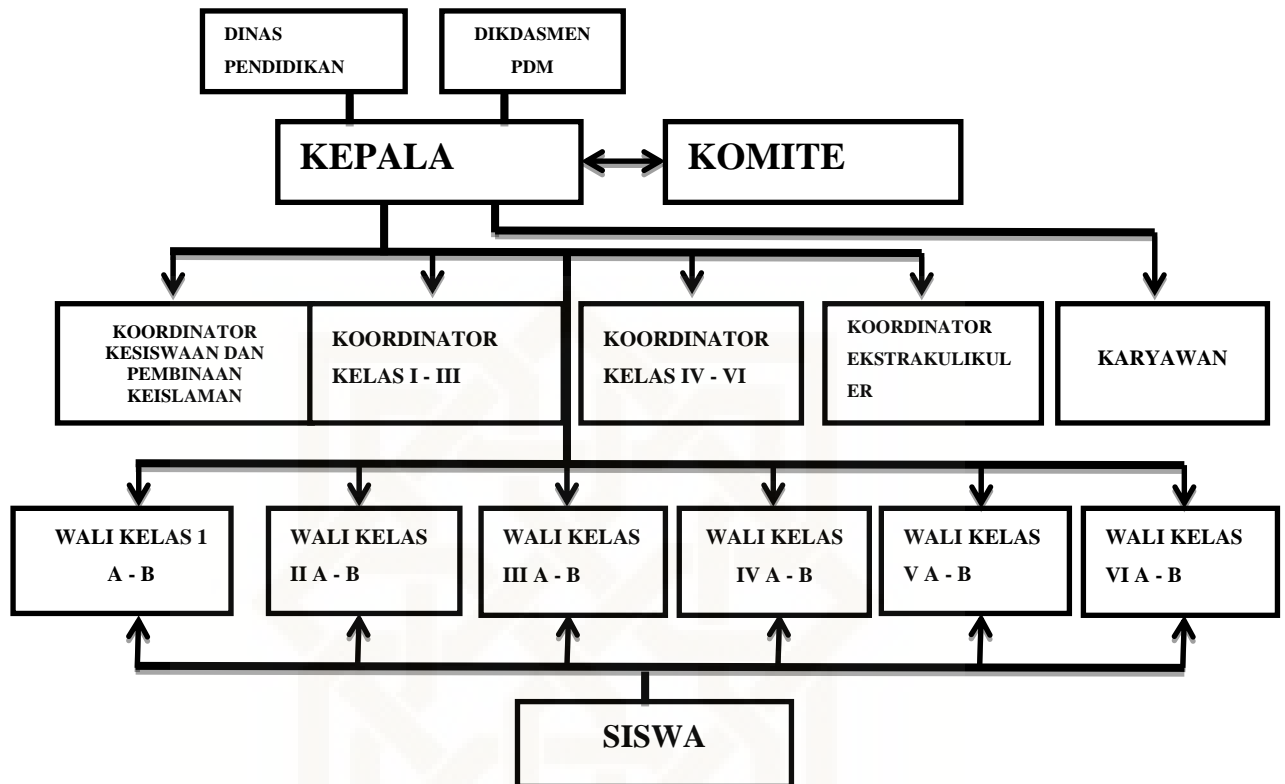 DINAS
PENDIDIKAN
DIKDASMEN
PDM
KEPALA
KOMITE
KOORDINATOR
KESISWAAN DAN
PEMBINAAN
KEISLAMAN
KOORDINATOR
KELAS I - III
KOORDINATOR
KELAS IV - VI
KOORDINATOR
EKSTRAKULIKUL
ER
KARYAWAN
WALI KELAS 1
A - B
WALI KELAS
II A - B
WALI KELAS
III A - B
WALI KELAS
IV A - B
WALI KELAS
V A - B
WALI KELAS
VI A - B
SISWA